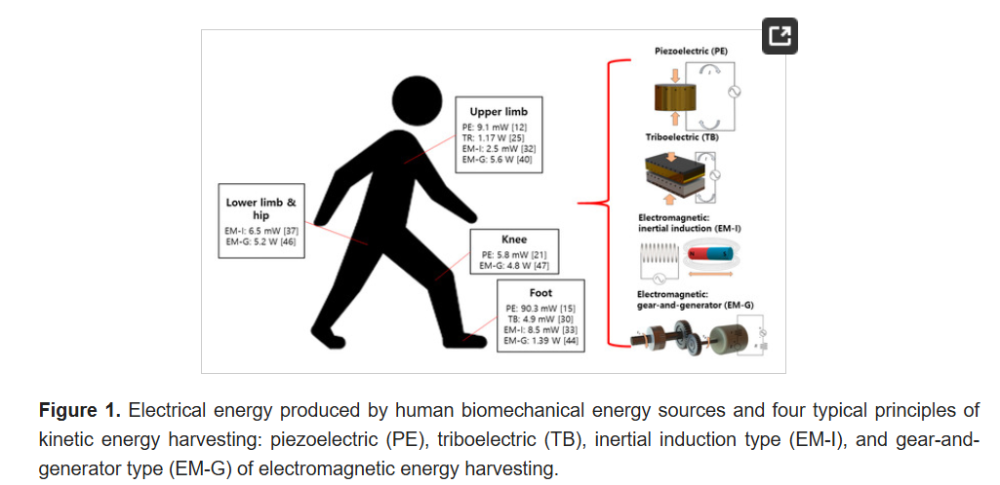 Upper limb
PE: 9.1 mW [12]
TR: 1.17 W [25]
EM-I: 2.5 mW [32]
EM-G: 5.6 W [40]
Lower limb &
hip
EM-I: 6.5 mW [37]
EM-G: 5.2 W [46]
Knee
PE: 5.8 mW [21]
EM-G: 4.8 W [47]
Foot
PE: 90.3 mW [15]
TB: 4.9 mW [30]
EM-I: 8.5 mW [33]
EM-G: 1.39 W [44]
Piezoelectric (PE)
Triboelectric (TB)
Electromagnetic:
inertial induction (EM-I)
Electromagnetic:
gear-and-generator (EM-G)
Figure 1. Electrical energy produced by human biomechanical energy sources and four typical principles of
kinetic energy harvesting: piezoelectric (PE), triboelectric (TB), inertial induction type (EM-I), and gear-and-
generator type (EM-G) of electromagnetic energy harvesting.